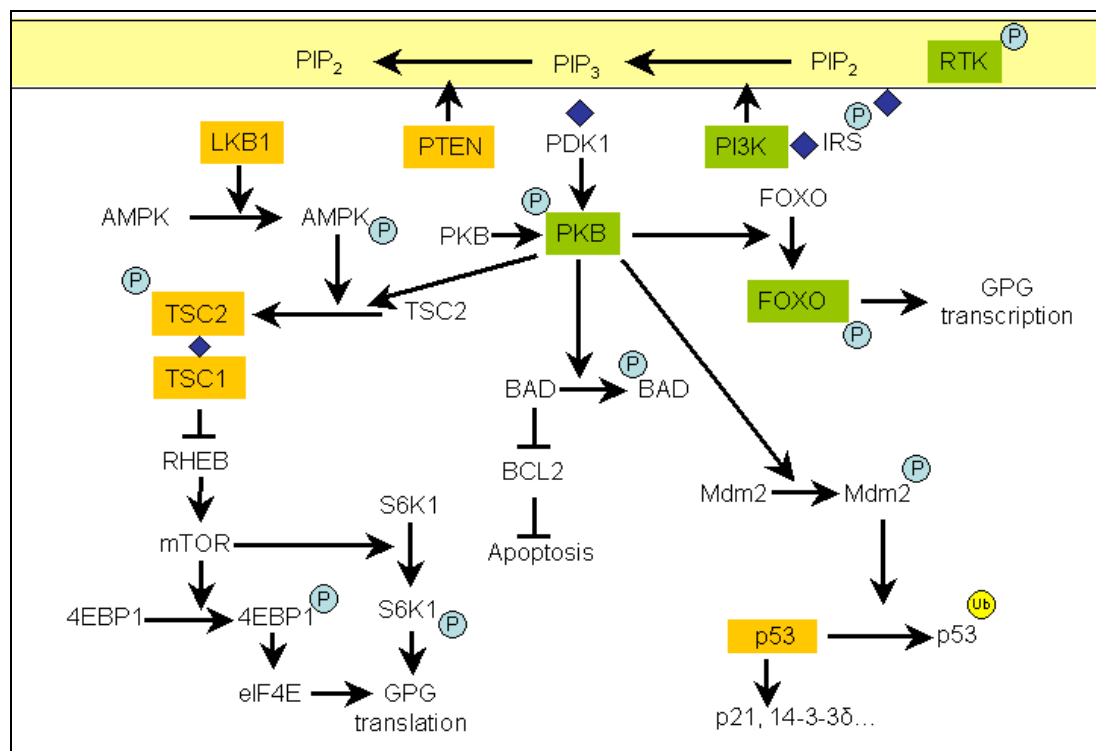 PIP2 PIP3 PIP2 RTK P
LKB1 PTEN PDK1 PI3K IRS P
AMPK AMPK P PKB P PKB FOXO
P TSC2 TSC2 FOXO P GPG
transcription
TSC1 BAD BAD P
RHEB BCL2 Mdm2 Mdm2 P
mTOR S6K1 Apoptosis
4EBP1 4EBP1 P S6K1 P p53 p53 Ub
eIF4E GPG
translation
p21, 14-3-3δ...